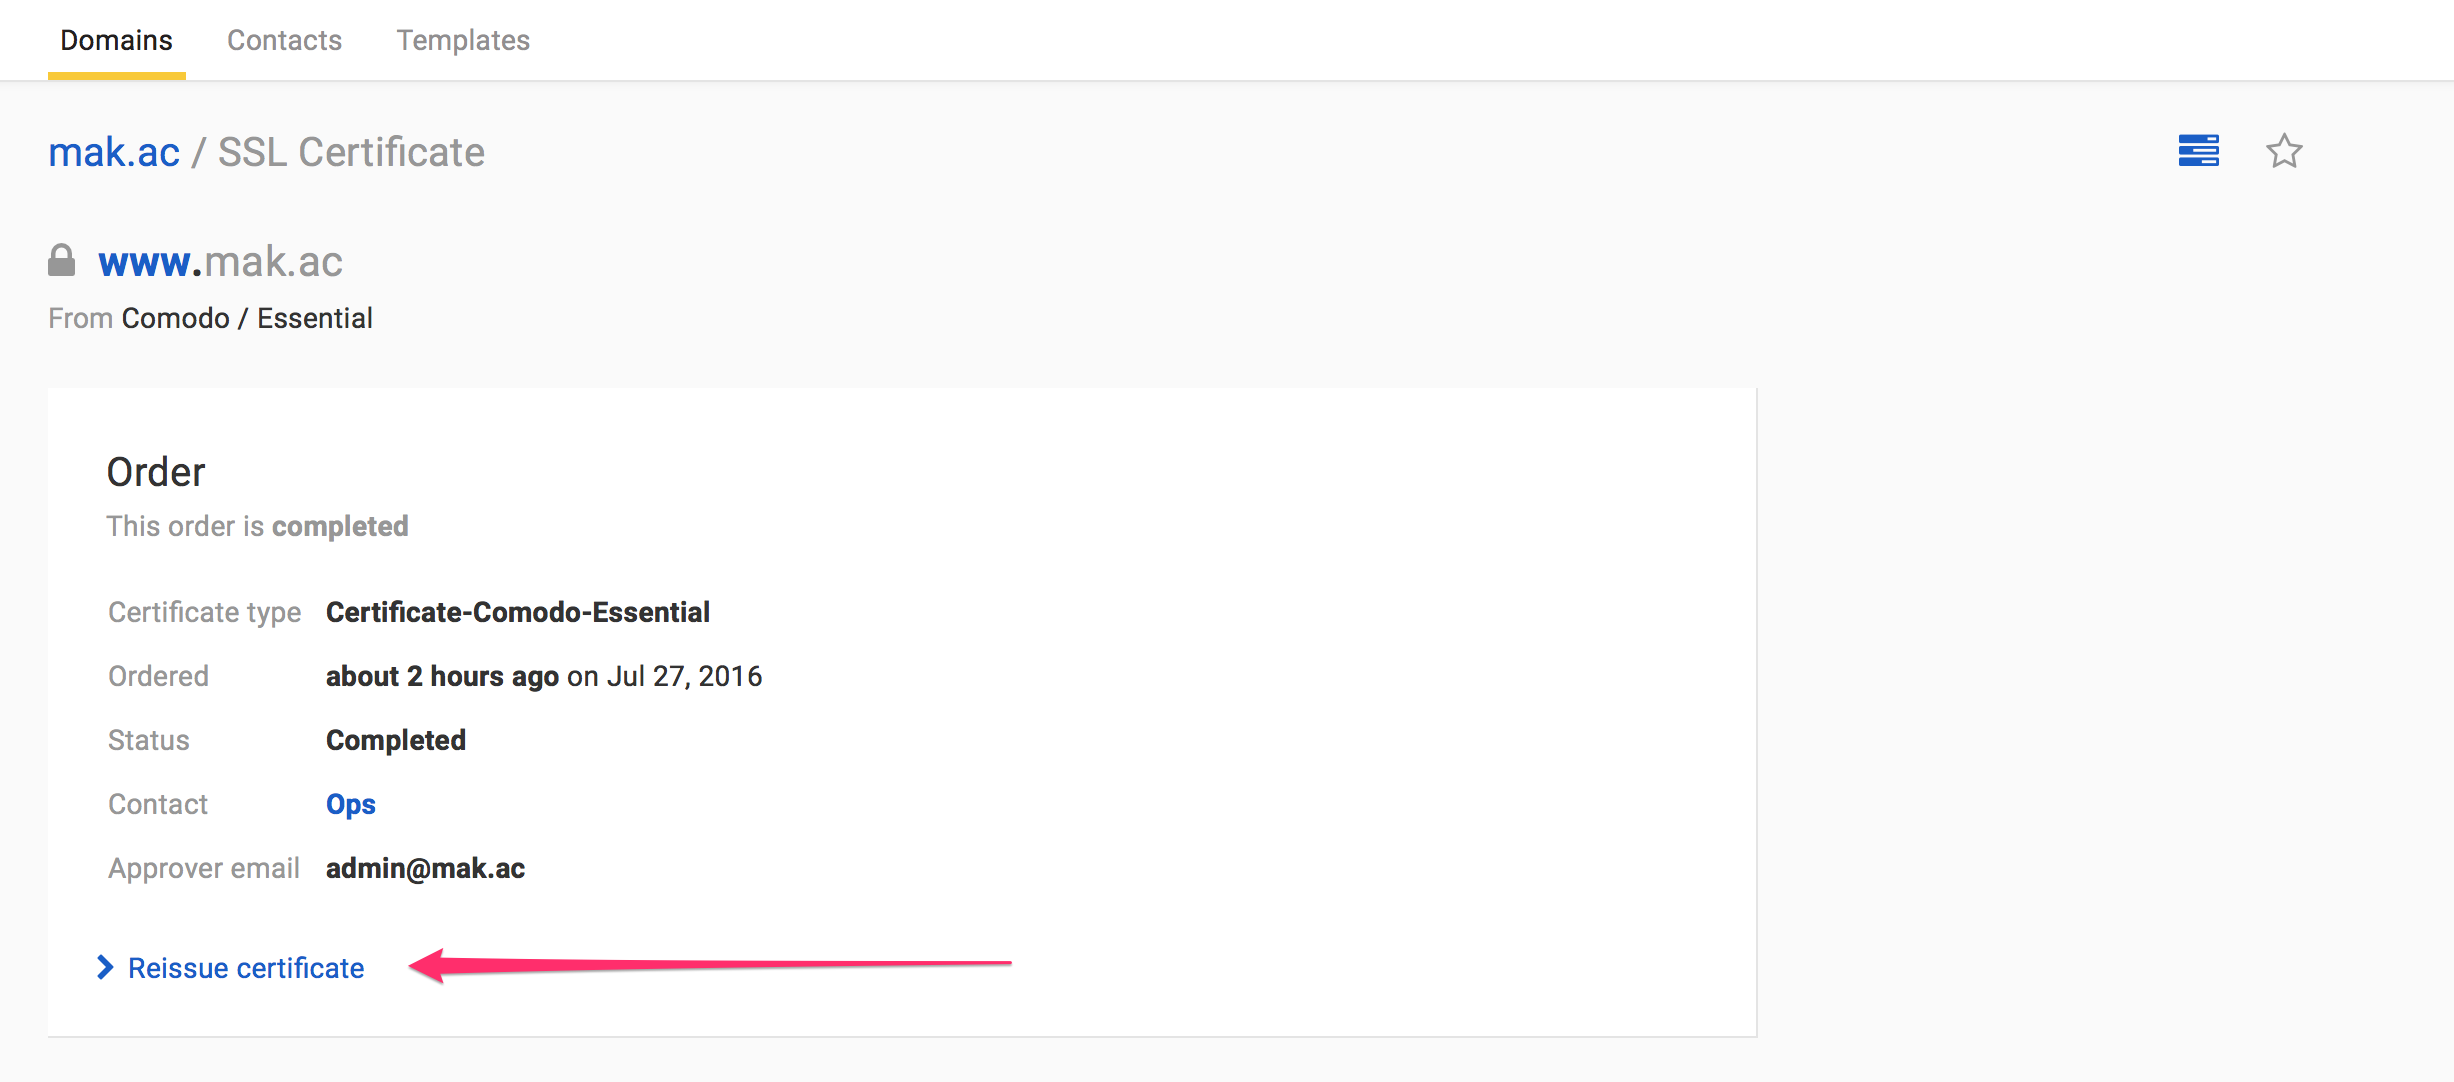 Domains Contacts Templates
mak.ac / SSL Certificate
www.mak.ac
From Comodo / Essential
Order
This order is completed
Certificate type Certificate-Comodo-Essential
Ordered about 2 hours ago on Jul 27, 2016
Status Completed
Contact Ops
Approver email admin@mak.ac
Reissue certificate